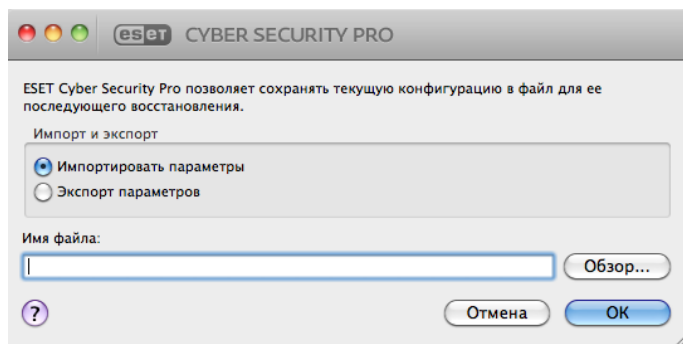 eset CYBER SECURITY PRO
ESET Cyber Security Pro позволяет сохранять текущую конфигурацию в файл для ее
последующего восстановления.
Импорт и экспорт
Импортировать параметры
Экспорт параметров
Имя файла:
Обзор...
?
Отмена
ОК